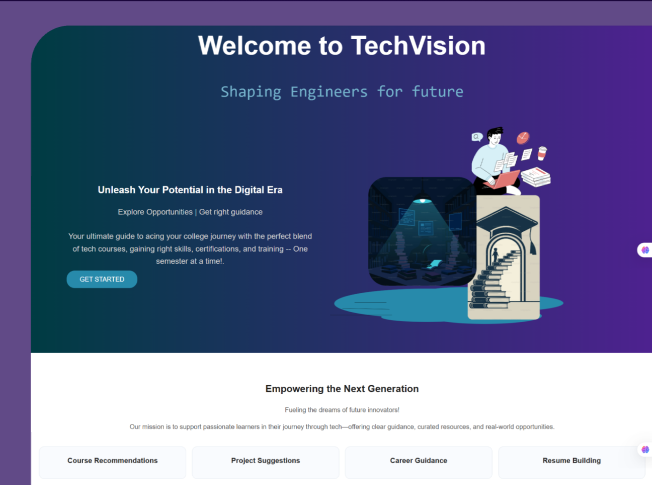 Welcome to TechVision
Shaping Engineers for future
Unleash Your Potential in the Digital Era
Explore Opportunities | Get right guidance
Your ultimate guide to acing your college journey with the perfect blend
of tech courses, gaining right skills, certifications, and training -- One
semester at a time!.
GET STARTED
Empowering the Next Generation
Fueling the dreams of future innovators!
Our mission is to support passionate learners in their journey through tech—offering clear guidance, curated resources, and real-world opportunities.
Course Recommendations
Project Suggestions
Career Guidance
Resume Building